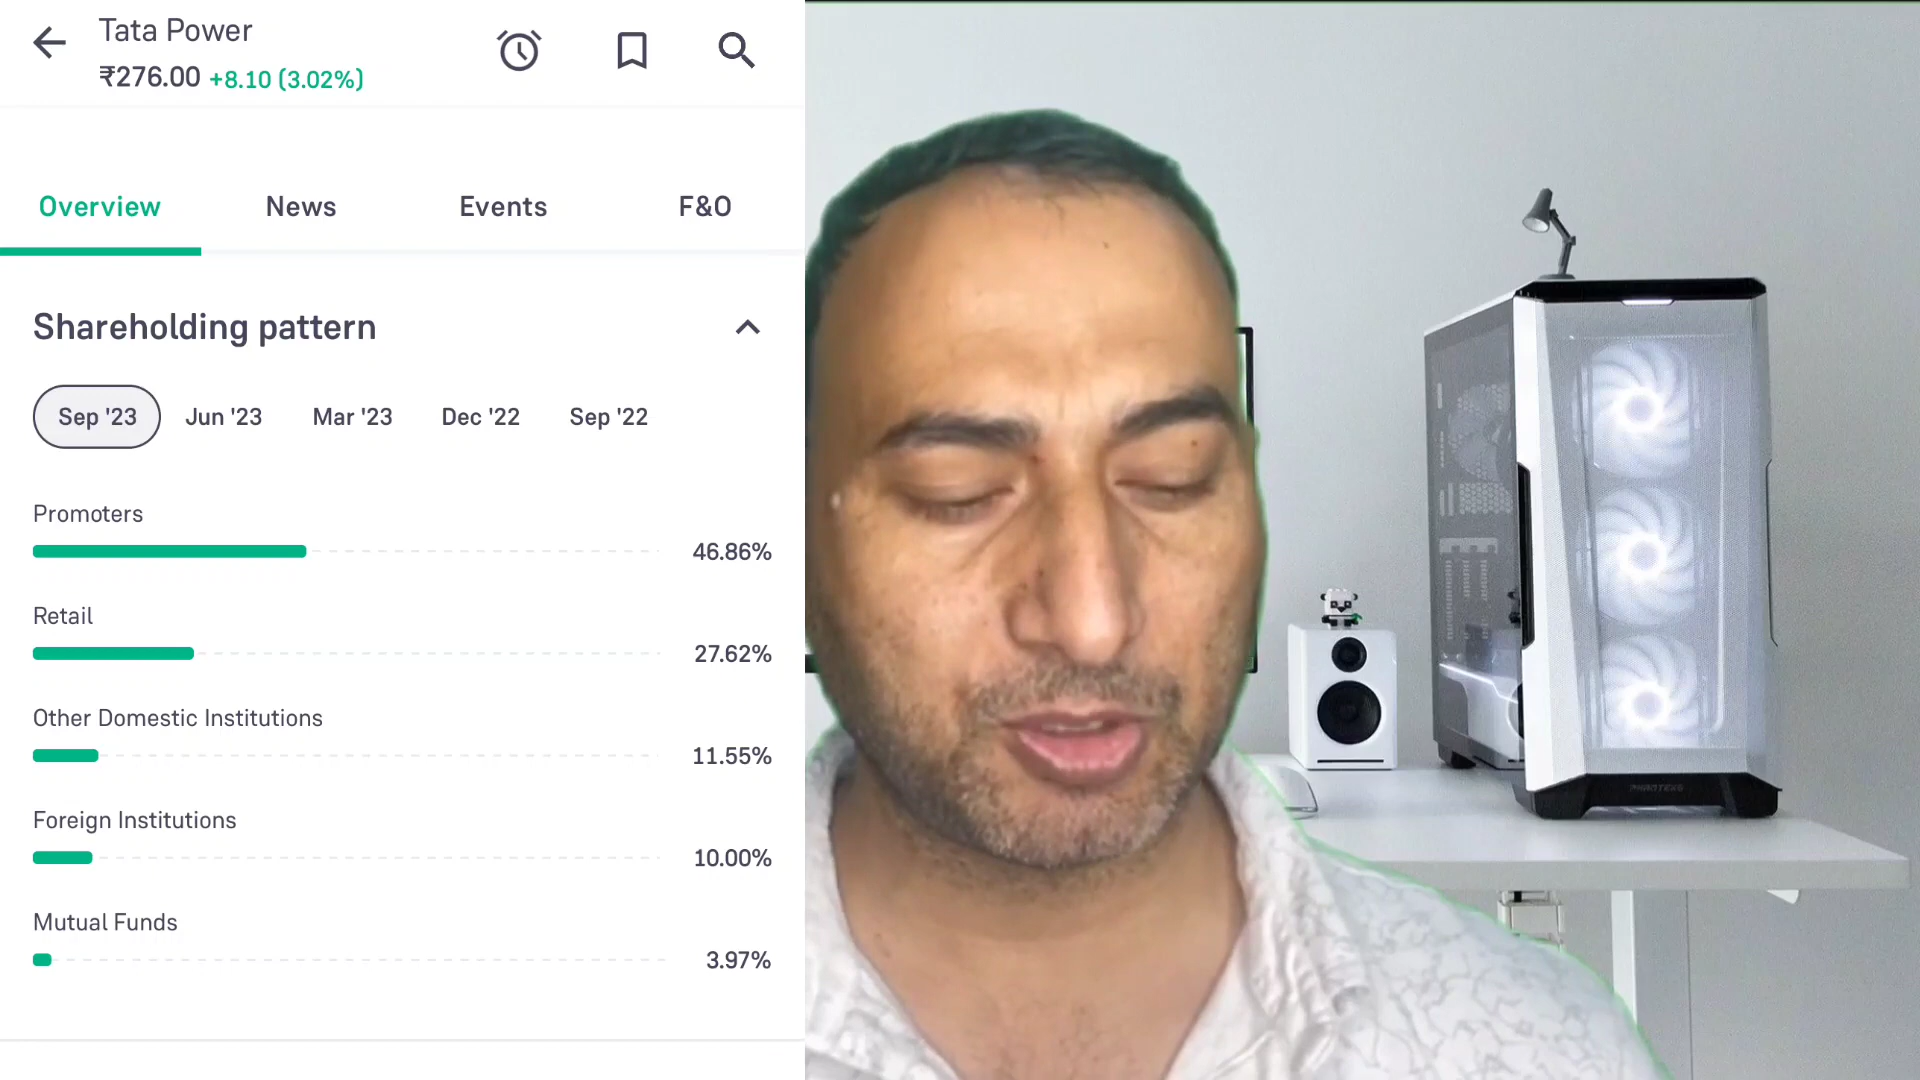 Tata Power
₹276.00 +8.10 (3.02%)
Overview News Events F&O
Shareholding pattern
Sep '23 Jun '23 Mar '23 Dec '22 Sep '22
Promoters
46.86%
Retail
27.62%
Other Domestic Institutions
11.55%
Foreign Institutions
10.00%
Mutual Funds
3.97%
PHANTEKS